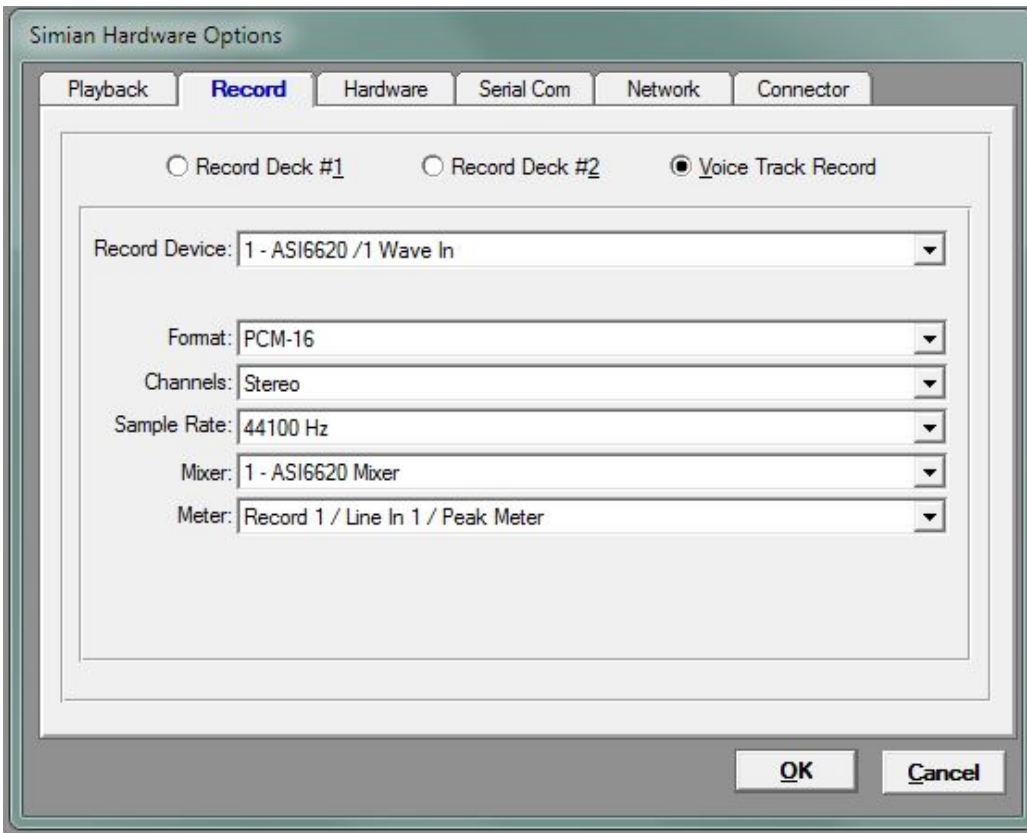 Simian Hardware Options
Playback Record Hardware Serial Com Network Connector
Record Deck #1 Record Deck #2 Voice Track Record
Record Device: 1 - ASI6620 /1 Wave In
Format: PCM-16
Channels: Stereo
Sample Rate: 44100 Hz
Mixer: 1 - ASI6620 Mixer
Meter: Record 1 / Line In 1 / Peak Meter
OK Cancel